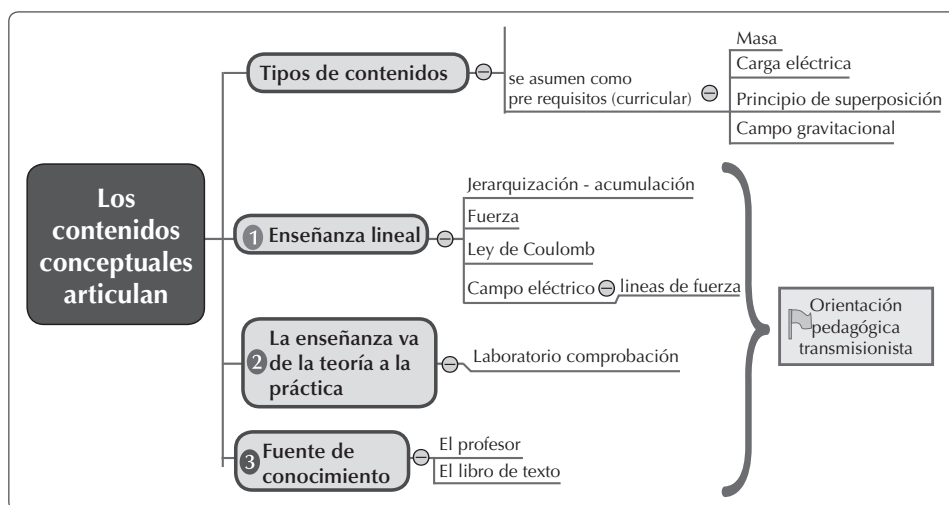 Los
contenidos
conceptuales
articulan
Tipos de contenidos
se asumen como
pre requisitos (curricular)
Masa
Carga eléctrica
Principio de superposición
Campo gravitacional
1 Enseñanza lineal
Jerarquización - acumulación
Fuerza
Ley de Coulomb
Campo eléctrico
lineas de fuerza
2 La enseñanza va
de la teoría a la
práctica
Laboratorio comprobación
3 Fuente de
conocimiento
El profesor
El libro de texto
Orientación
pedagógica
transmisionista